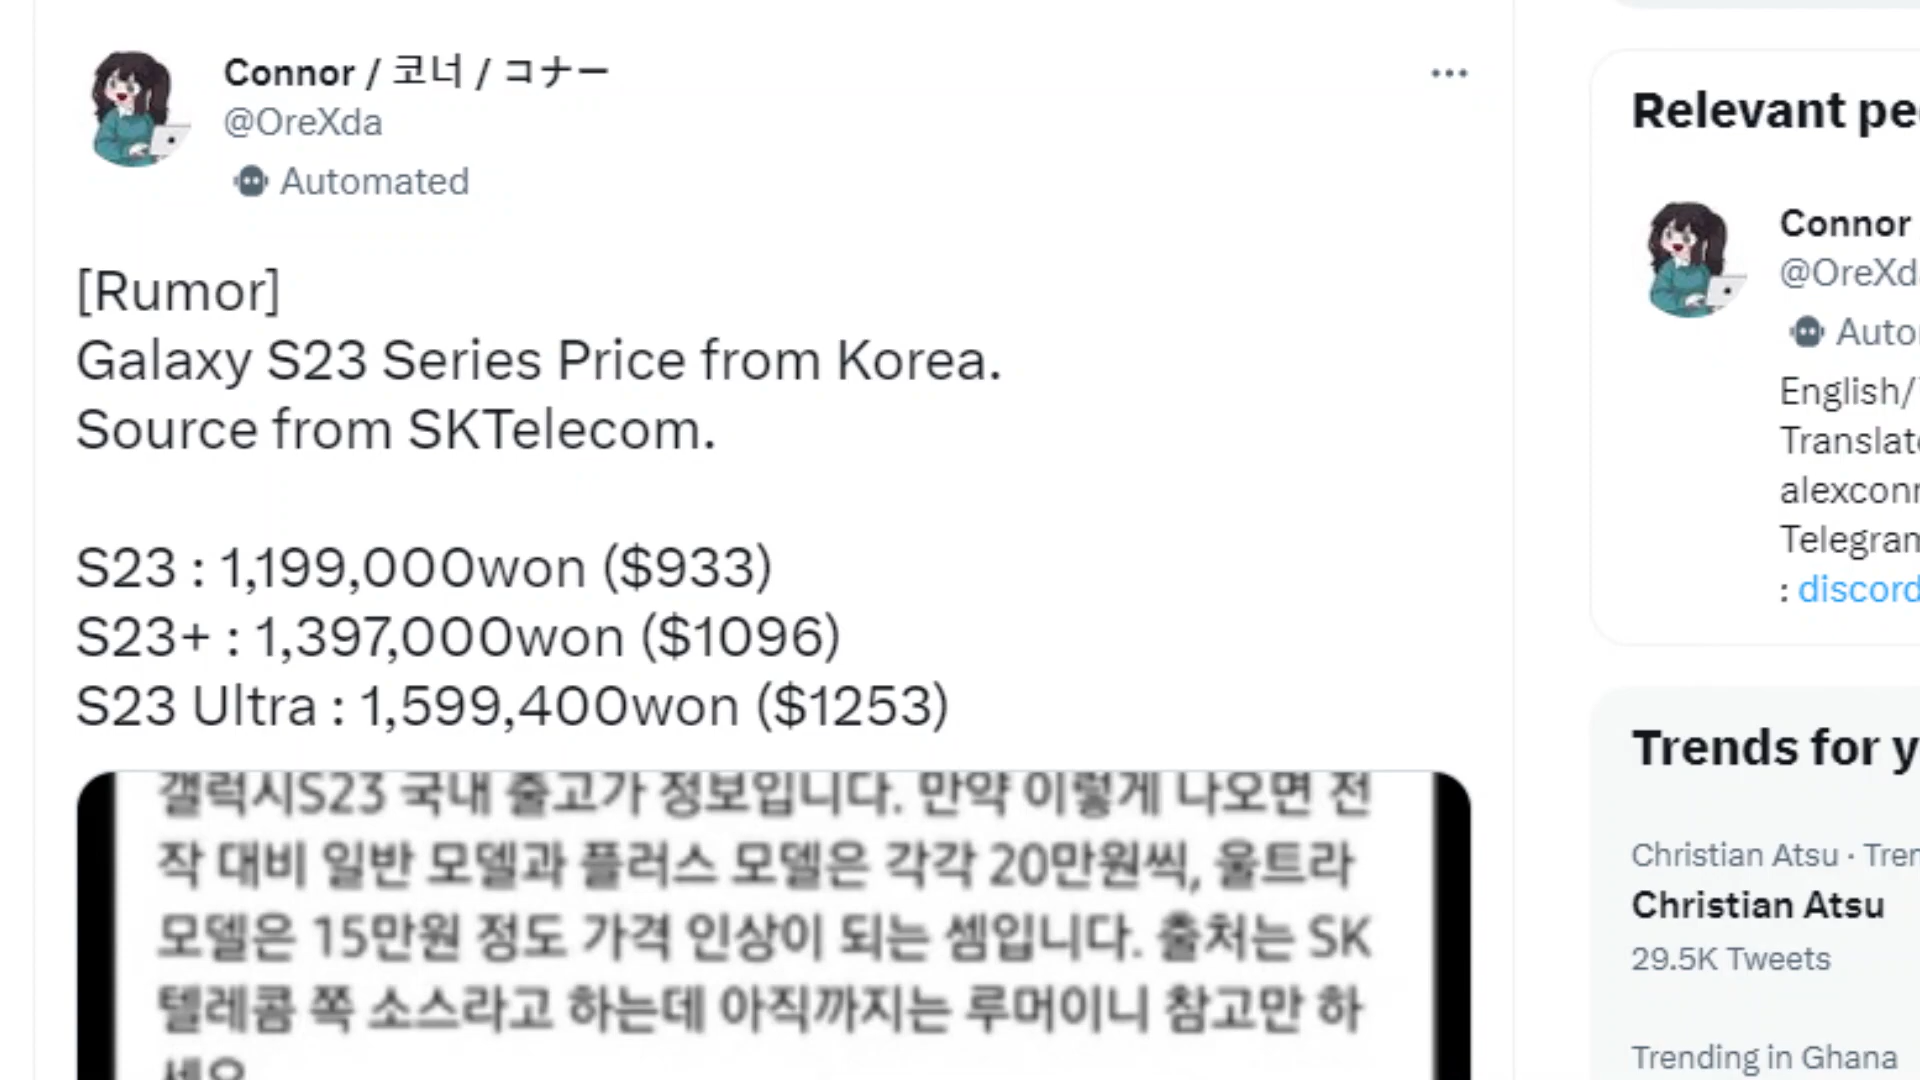 Connor / 코너 / コナー
@OreXda
Automated
[Rumor]
Galaxy S23 Series Price from Korea.
Source from SKTelecom.
S23 : 1,199,000won ($933)
S23+ : 1,397,000won ($1096)
S23 Ultra : 1,599,400won ($1253)
갤럭시S23 국내 출고가 정보입니다. 만약 이렇게 나오면 전
작 대비 일반 모델과 플러스 모델은 각각 20만원씩, 울트라
모델은 15만원 정도 가격 인상이 되는 셈입니다. 출처는 SK
텔레콤 쪽 소스라고 하는데 아직까지는 루머이니 참고만 하
세요
Relevant pe
Connor
@OreXd
Auto
English/
Translat
alexcon
Telegram
: discord
Trends for y
Christian Atsu · Tren
Christian Atsu
29.5K Tweets
Trending in Ghana